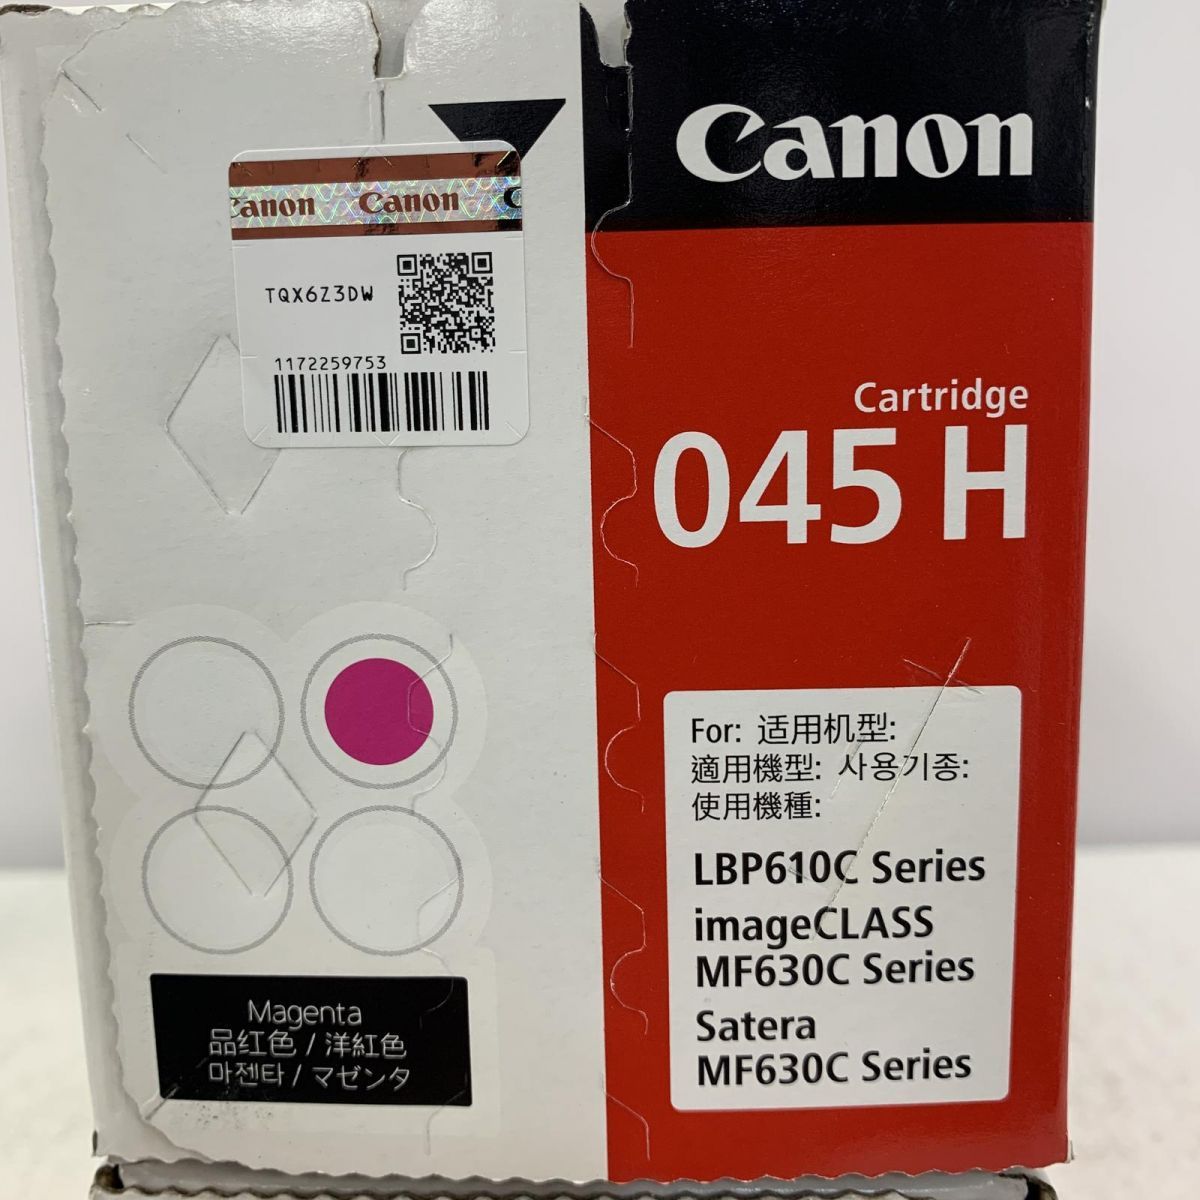 Canon
Canon Canon C
TQX6Z3DW
1172259753
Cartridge
045 H
For: 适用机型:
適用機型: 사용기종:
使用機種:
LBP610C Series
imageCLASS
MF630C Series
Satera
MF630C Series
Magenta
品红色 / 洋紅色
마젠타 / マゼンタ